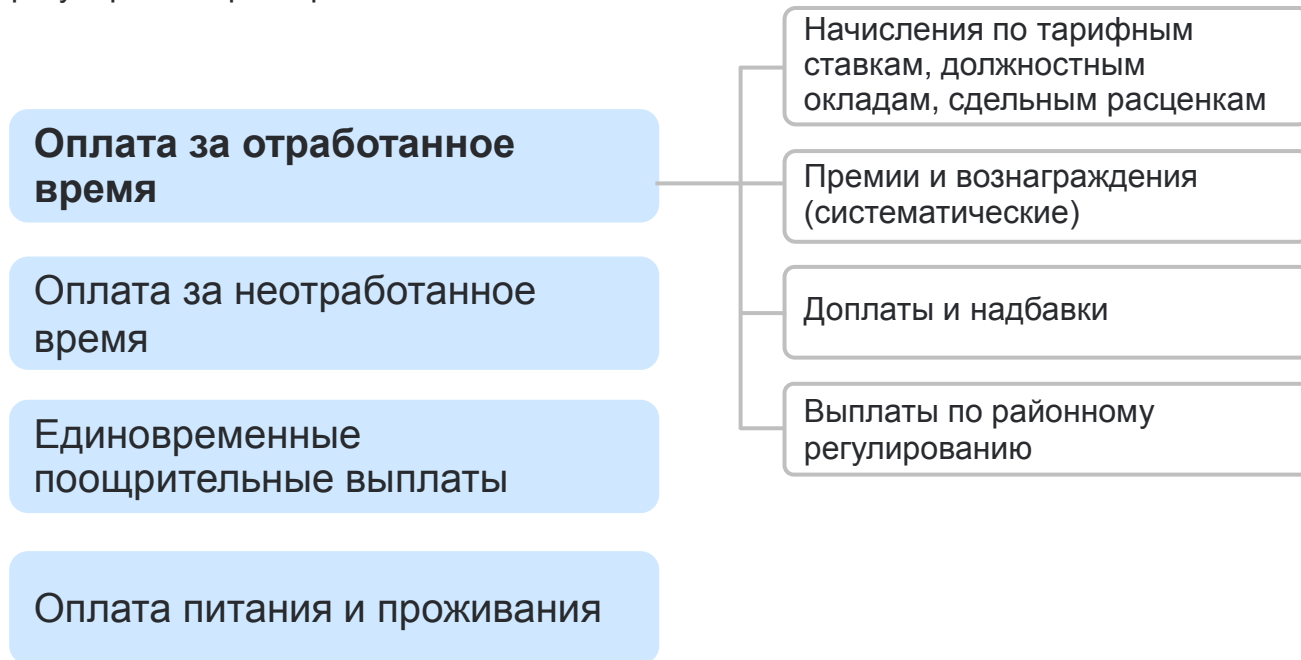 Оплата за отработанное
время
Оплата за неотработанное
время
Единовременные
поощрительные выплаты
Оплата питания и проживания
Начисления по тарифным
ставкам, должностным
окладам, сдельным расценкам
Премии и вознаграждения
(систематические)
Доплаты и надбавки
Выплаты по районному
регулированию